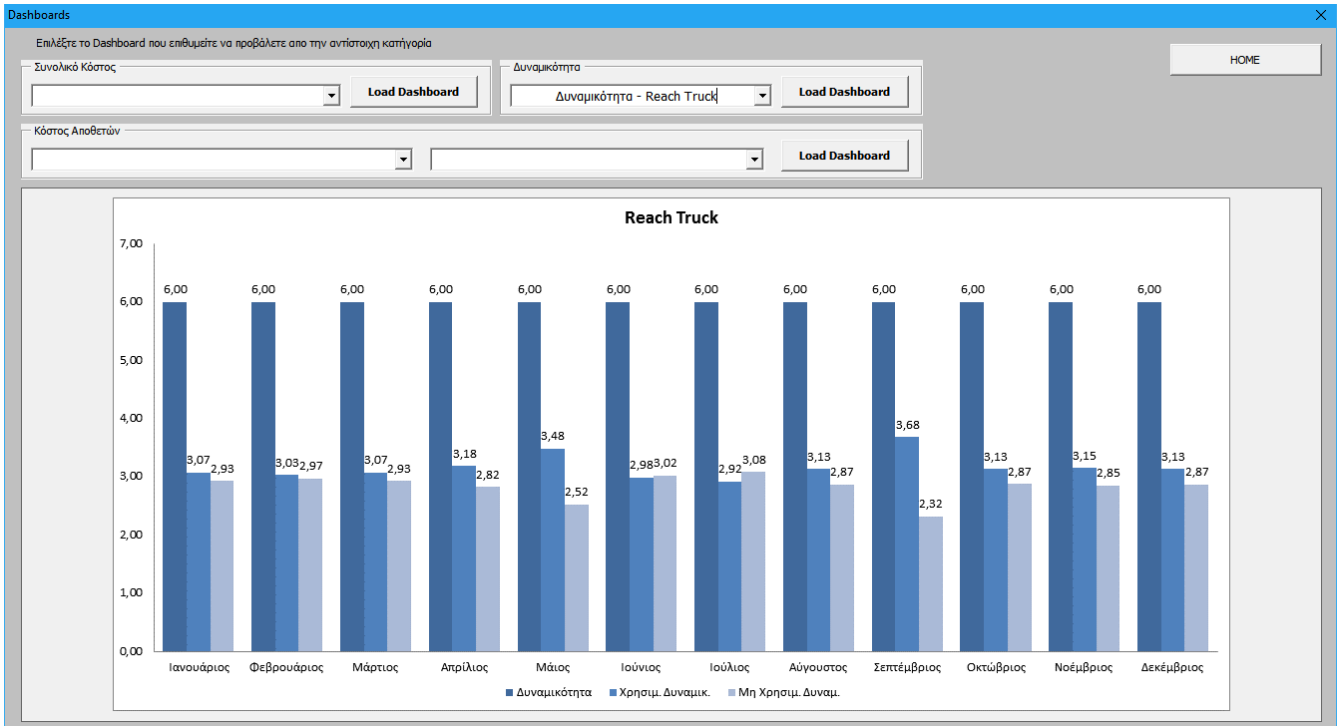 Dashboards
Επιλέξτε το Dashboard που επιθυμείτε να προβάλετε απο την αντίστοιχη κατήγορία
HOME
Συνολικό Κόστος
Δυναμικότητα
Load Dashboard
Δυναμικότητα - Reach Truck
Load Dashboard
Κόστος Αποθετών
Load Dashboard
Reach Truck
7,00
6,00 6,00 6,00 6,00 6,00 6,00 6,00 6,00 6,00 6,00 6,00 6,00
6,00
5,00
4,00
3,07 2,93 3,03 2,97 3,07 2,93 3,18 2,82 3,48 2,52 2,98 3,02 2,92 3,08 3,13 2,87 3,68 2,32 3,13 2,87 3,15 2,85 3,13 2,87
3,00
2,00
1,00
0,00
Ιανουάριος Φεβρουάριος Μάρτιος Απρίλιος Μάιος Ιούνιος Ιούλιος Αύγουστος Σεπτέμβριος Οκτώβριος Νοέμβριος Δεκέμβριος
Δυναμικότητα Χρησιμ. Δυναμικ. Μη Χρησιμ. Δυναμ.